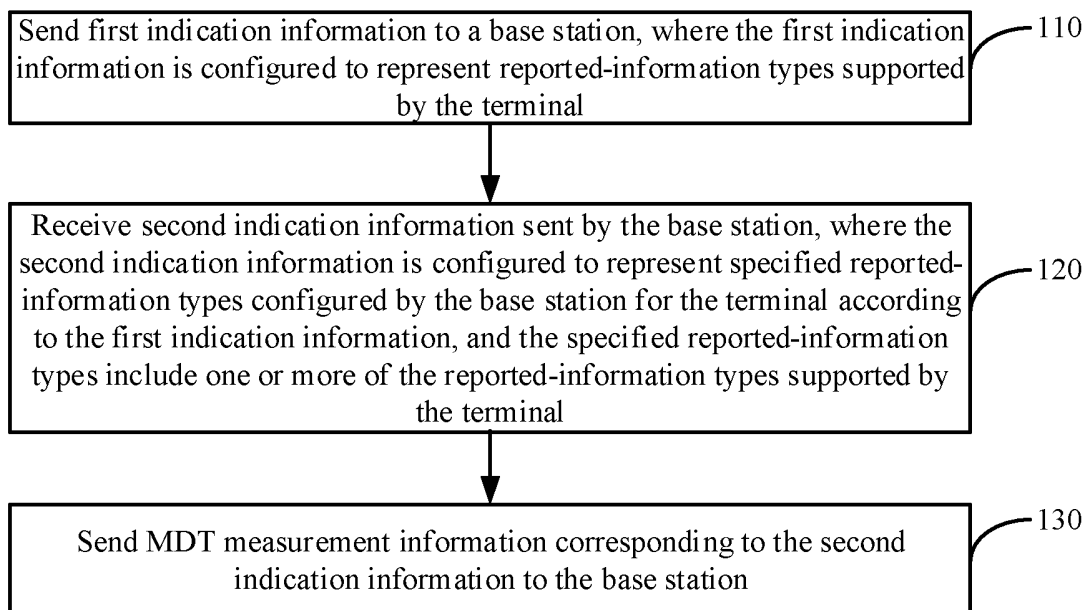 Send first indication information to a base station, where the first indication
information is configured to represent reported-information types supported
by the terminal
110
Receive second indication information sent by the base station, where the
second indication information is configured to represent specified reported-
information types configured by the base station for the terminal according
to the first indication information, and the specified reported-information
types include one or more of the reported-information types supported by
the terminal
120
Send MDT measurement information corresponding to the second
indication information to the base station
130